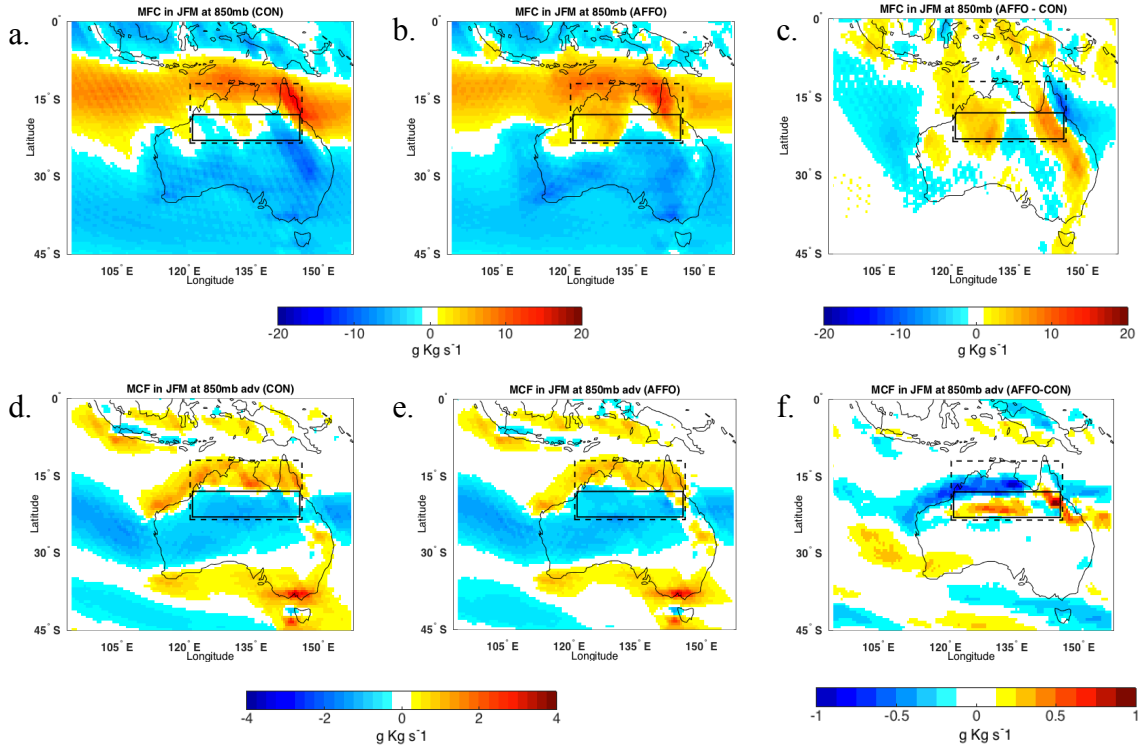 a.
MFC in JFM at 850mb (CON)
0°
15° S
30° S
45° S
Latitude
105° E
120° E
135° E
150° E
Longitude
b.
MFC in JFM at 850mb (AFFO)
0°
15° S
30° S
45° S
Latitude
105° E
120° E
135° E
150° E
Longitude
c.
MFC in JFM at 850mb (AFFO - CON)
0°
15° S
30° S
45° S
Latitude
105° E
120° E
135° E
150° E
Longitude
-20
-10
0
10
20
g Kg s⁻¹
-20
-10
0
10
20
g Kg s⁻¹
d.
MCF in JFM at 850mb adv (CON)
0°
15° S
30° S
45° S
Latitude
105° E
120° E
135° E
150° E
Longitude
e.
MCF in JFM at 850mb adv (AFFO)
0°
15° S
30° S
45° S
Latitude
105° E
120° E
135° E
150° E
Longitude
f.
MCF in JFM at 850mb adv (AFFO-CON)
0°
15° S
30° S
45° S
Latitude
105° E
120° E
135° E
150° E
Longitude
-4
-2
0
2
4
g Kg s⁻¹
-1
-0.5
0
0.5
1
g Kg s⁻¹